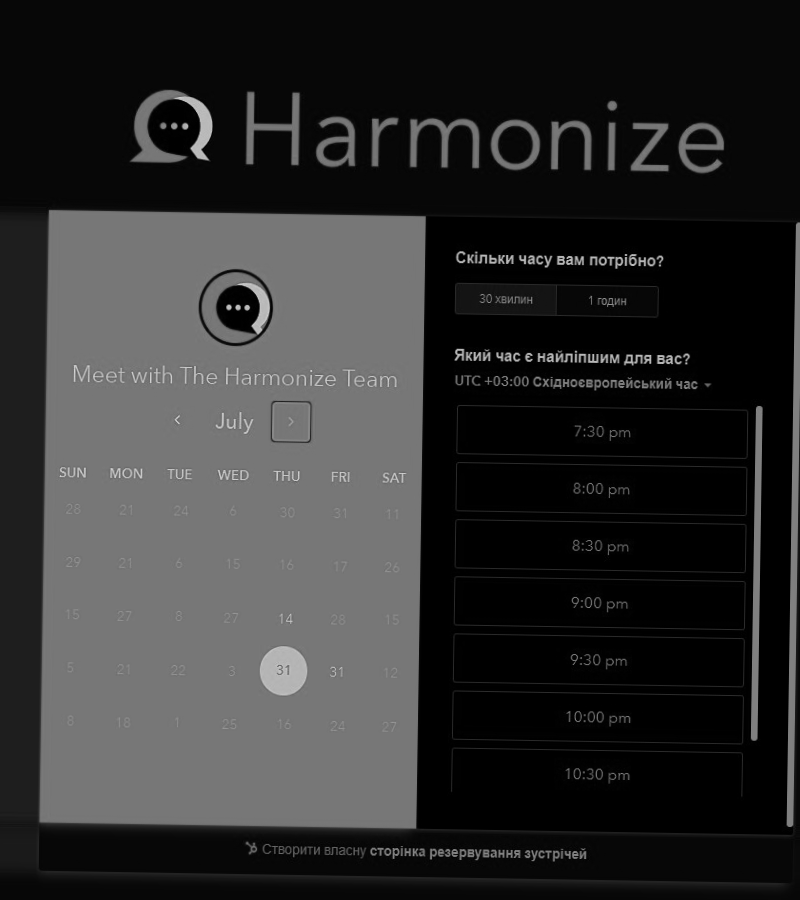 Harmonize
Meet with The Harmonize Team
July
SUN MON TUE WED THU FRI SAT
28 21 24 6 30 31 11
29 21 6 15 16 17 26
15 27 8 27 14 28 15
5 21 22 3 31 31 12
8 18 1 25 16 24 27
Скільки часу вам потрібно?
30 хвилин 1 годин
Який час є найліпшим для вас?
UTC +03:00 Східноєвропейський час
7:30 pm
8:00 pm
8:30 pm
9:00 pm
9:30 pm
10:00 pm
10:30 pm
Створити власну сторінка резервування зустрічей